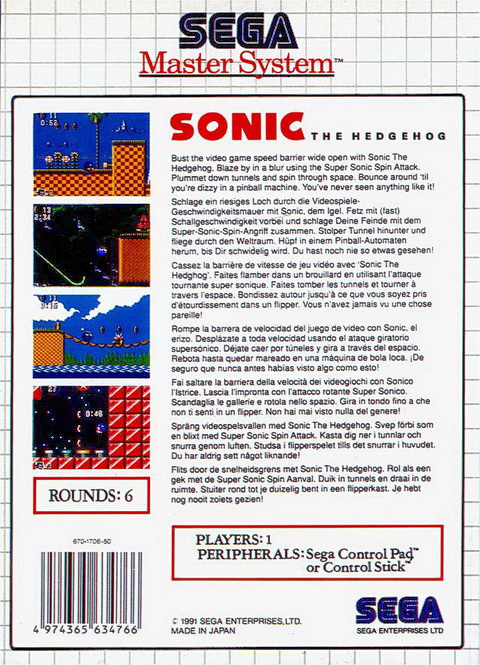 SEGA
Master System™
SONIC THE HEDGEHOG
Bust the video game speed barrier wide open with Sonic The
Hedgehog. Blaze by in a blur using the Super Sonic Spin Attack.
Plummet down tunnels and spin through space. Bounce around 'til
you're dizzy in a pinball machine. You've never seen anything like it!
Schlage ein riesiges Loch durch die Videospiele-
Geschwindigkeitsmauer mit Sonic, dem Igel. Fetz mit (fast)
Schallgeschwindigkeit vorbei und schlage Deine Feinde mit dem
Super-Sonic-Spin-Angriff zusammen. Stolper Tunnel hinunter und
fliege durch den Weltraum. Hüpf in einem Pinball-Automaten
herum, bis Dir schwidelig wird. Du hast noch nie so etwas gesehen!
Cassez la barrière de vitesse de jeu video avec 'Sonic The
Hedgehog'. Faites flamber dans un brouillard en utilisant l'attaque
tournante super sonique. Faites tomber les tunnels et tourner à
travers l'espace. Bondissez autour jusqu'à ce que vous soyez pris
d'étourdissement dans un flipper. Vous n'avez jamais vu une chose
pareille!
Rompe la barrera de velocidad del juego de video con Sonic, el
erizo. Desplázate a toda velocidad usando el ataque giratorio
supersónico. Déjate caer por túneles y gira a través del espacio.
Rebota hasta quedar mareado en una máquina de bola loca. ¡De
seguro que nunca antes habías visto algo como esto!
Fai saltare la barriera della velocità dei videogiochi con Sonico
l'Istrice. Lascia l'impronta con l'attacco rotante Super Sonico.
Scandaglia le gallerie e rotola nello spazio. Gira in tondo fino a che
non ti senti in un flipper. Non hai mai visto nulla del genere!
Spräng videospelsvallen med Sonic The Hedgehog. Svep förbi som
en blixt med Super Sonic Spin Attack. Kasta dig ner i tunnlar och
snurra genom luften. Studsa i flipperspelet tills det snurrar i huvudet.
Du har aldrig sett något liknande!
Flits door de snelheidsgrens met Sonic The Hedgehog. Rol als een
gek met de Super Sonic Spin Aanval. Duik in tunnels en draai in de
ruimte. Stuiter rond tot je duizelig bent in een flipperkast. Je hebt
nog nooit zoiets gezien!
ROUNDS: 6
PLAYERS: 1
PERIPHERALS: Sega Control Pad™
or Control Stick™
670-1706-50
4 974365 634766
© 1991 SEGA ENTERPRISES, LTD.
MADE IN JAPAN
SEGA
SEGA ENTERPRISES LTD